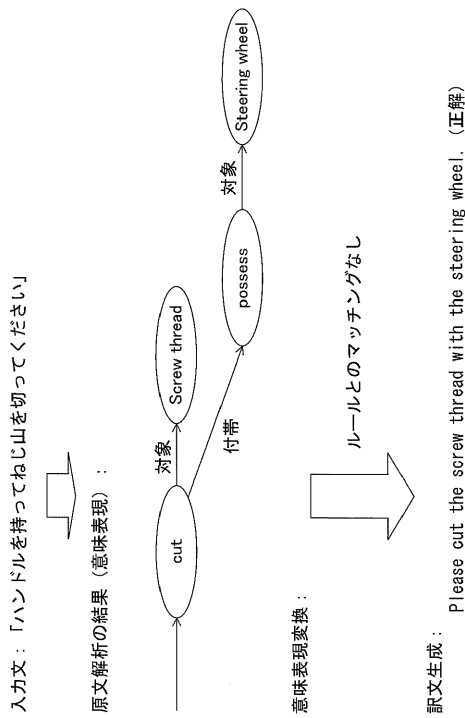 入力文：「ハンドルを持ってねじ山を切ってください」
原文解析の結果（意味表現）：
cut
対象
Screw thread
付帯
possess
対象
Steering wheel
意味表現変換：
ルールとのマッチングなし
訳文生成：
Please cut the screw thread with the steering wheel. (正解)